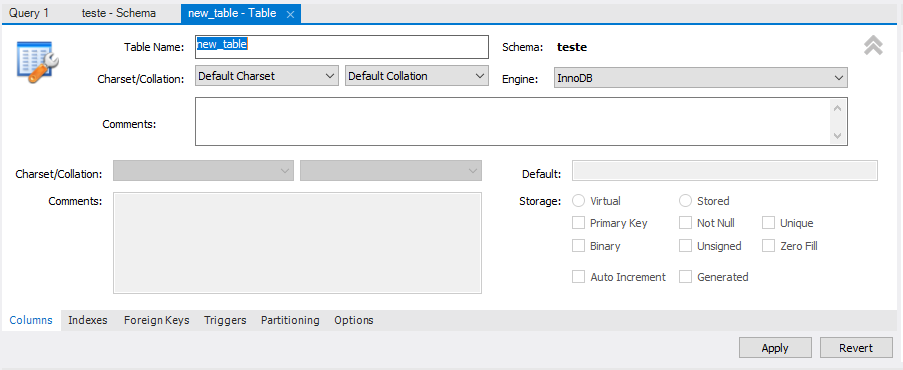 Query 1 teste - Schema new_table - Table
Table Name: new_table Schema: teste
Charset/Collation: Default Charset Default Collation Engine: InnoDB
Comments:
Charset/Collation: Default:
Comments: Storage: Virtual Stored
Primary Key Not Null Unique
Binary Unsigned Zero Fill
Auto Increment Generated
Columns Indexes Foreign Keys Triggers Partitioning Options
Apply Revert